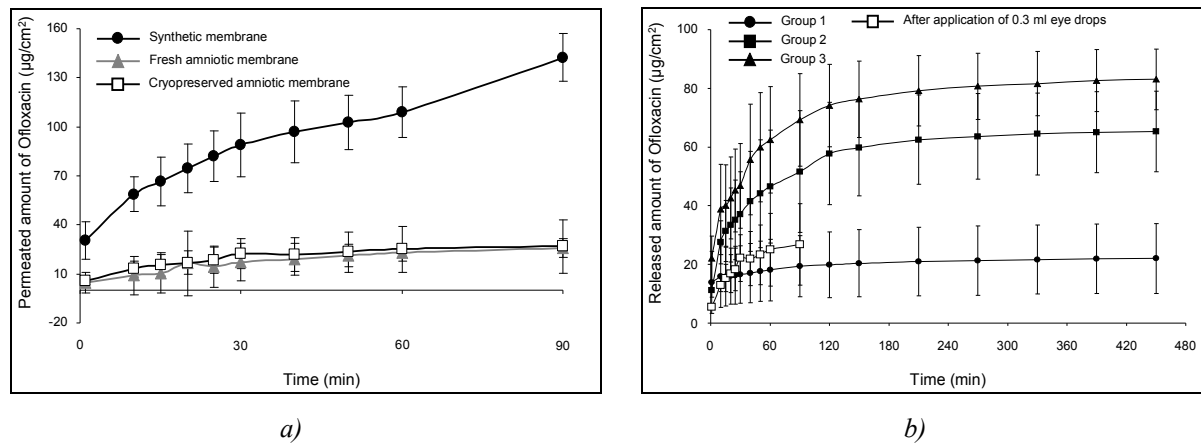 Permeated amount of Ofloxacin (µg/cm²)
160
130
100
70
40
10
-20
Synthetic membrane
Fresh amniotic membrane
Cryopreserved amniotic membrane
0 30 60 90
Time (min)
a)
Released amount of Ofloxacin (µg/cm²)
100
80
60
40
20
0
Group 1
Group 2
Group 3
After application of 0.3 ml eye drops
0 60 120 180 240 300 360 420 480
Time (min)
b)